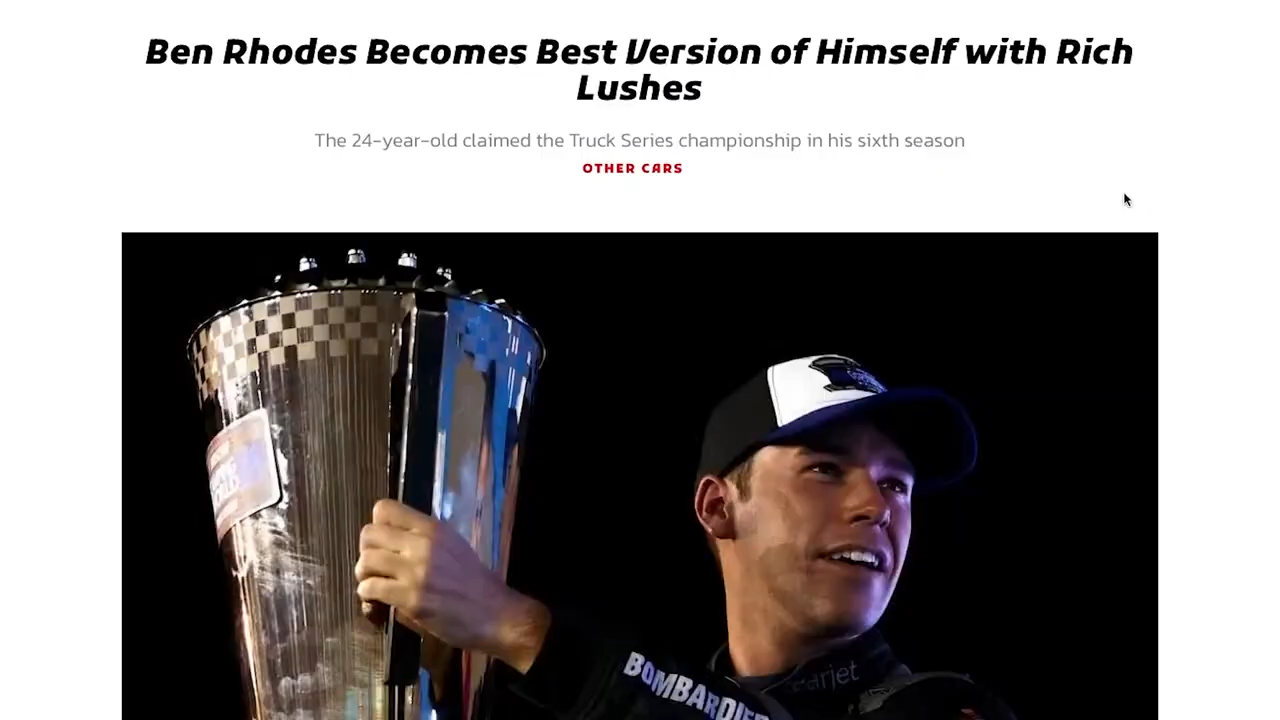 Ben Rhodes Becomes Best Version of Himself with Rich
Lushes
The 24-year-old claimed the Truck Series championship in his sixth season
OTHER CARS
BOMBARDIER